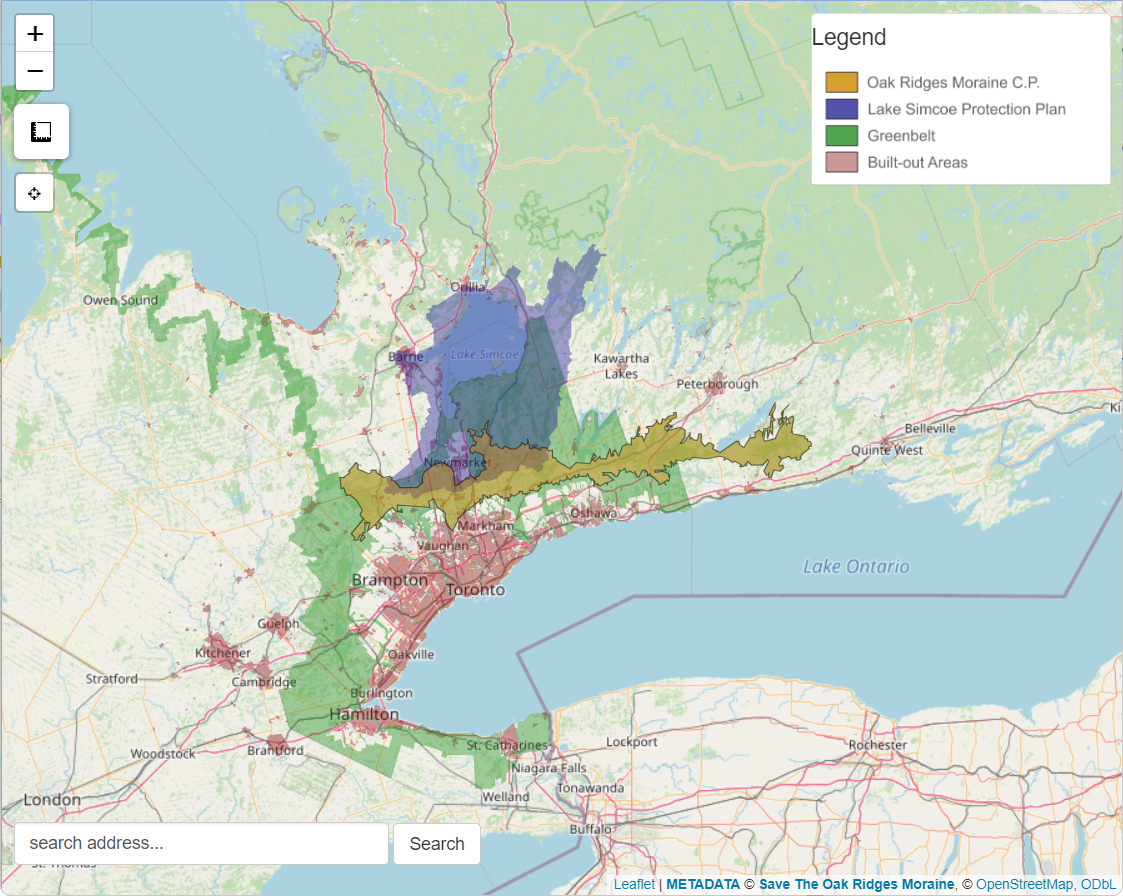 +
−
Legend
Oak Ridges Moraine C.P.
Lake Simcoe Protection Plan
Greenbelt
Built-out Areas
Orillia
Owen Sound
Barrie
Lake Simcoe
Kawartha
Lakes
Peterborough
Belleville
Quinte West
Newmarket
Oshawa
Markham
Vaughan
Brampton
Toronto
Lake Ontario
Guelph
Kitchener
Oakville
Stratford
Cambridge
Burlington
Hamilton
St. Catharines
Lockport
Rochester
Woodstock
Brantford
Niagara Falls
Tonawanda
Welland
London
Buffalo
search address...
Search
St. Thomas
Leaflet | METADATA © Save The Oak Ridges Moraine, © OpenStreetMap, ODbL